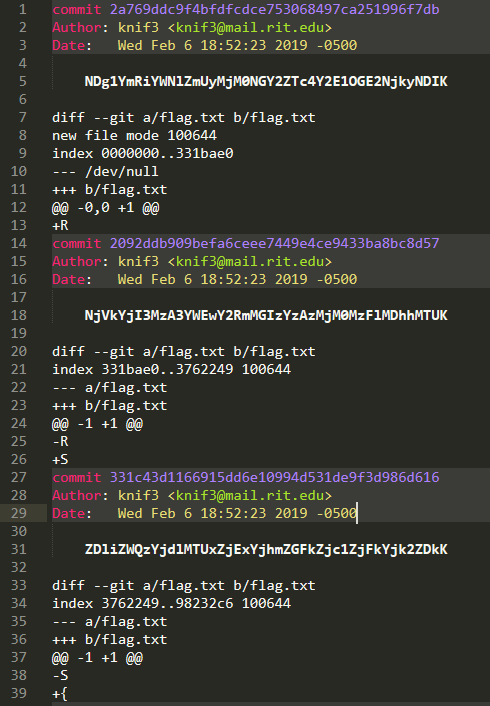 1 commit 2a769ddc9f4bfdfcdce753068497ca251996f7db
2 Author: knif3 <knif3@mail.rit.edu>
3 Date:   Wed Feb 6 18:52:23 2019 -0500
4
5     NDg1YmRiYWNlZmUyMjM0NGY2ZTc4Y2E1OGE2NjkyNDIK
6
7 diff --git a/flag.txt b/flag.txt
8 new file mode 100644
9 index 0000000..331bae0
10 --- /dev/null
11 +++ b/flag.txt
12 @@ -0,0 +1 @@
13 +R
14 commit 2092ddb909befa6ceee7449e4ce9433ba8bc8d57
15 Author: knif3 <knif3@mail.rit.edu>
16 Date:   Wed Feb 6 18:52:23 2019 -0500
17
18     NjVkYjI3MzA3YWEwY2RmMGIzYzAzMjM0MzFlMDhhMTUK
19
20 diff --git a/flag.txt b/flag.txt
21 index 331bae0..3762249 100644
22 --- a/flag.txt
23 +++ b/flag.txt
24 @@ -1 +1 @@
25 -R
26 +S
27 commit 331c43d1166915dd6e10994d531de9f3d986d616
28 Author: knif3 <knif3@mail.rit.edu>
29 Date:   Wed Feb 6 18:52:23 2019 -0500
30
31     ZDliZWQzYjdlMTUxZjExYjhmZGFkZjc1ZjFkYjk2ZDkK
32
33 diff --git a/flag.txt b/flag.txt
34 index 3762249..98232c6 100644
35 --- a/flag.txt
36 +++ b/flag.txt
37 @@ -1 +1 @@
38 -S
39 +{